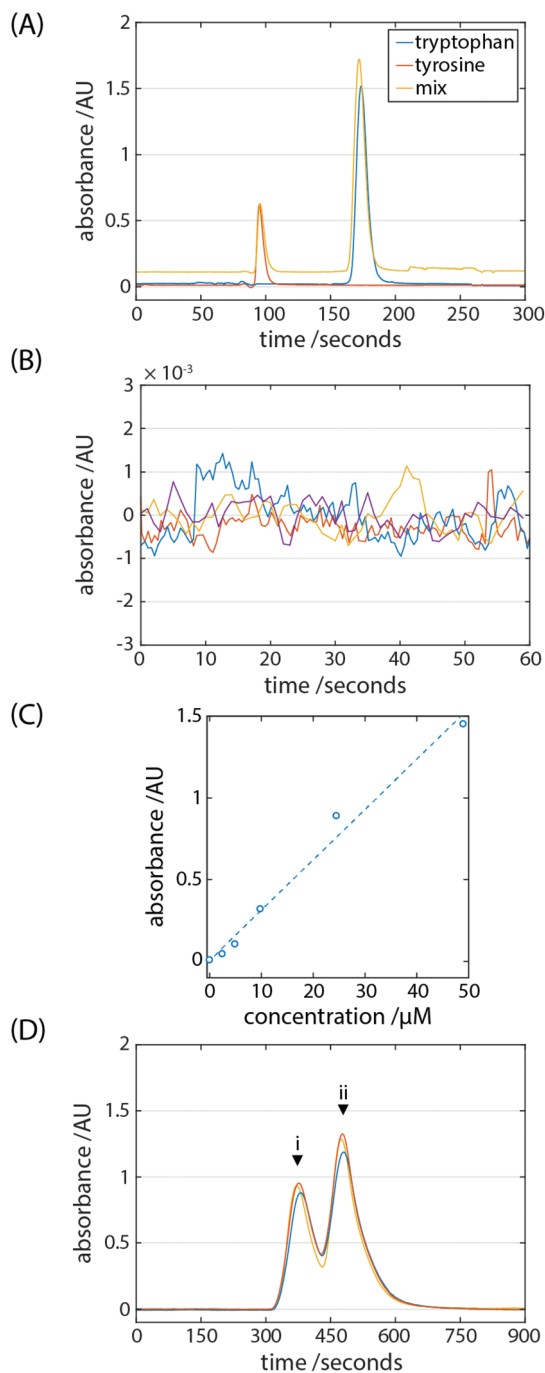 (A)
2
1.5
1
0.5
0
absorbance /AU
tryptophan
tyrosine
mix
0 50 100 150 200 250 300
time /seconds
(B)
× 10-3
3
2
1
0
-1
-2
-3
absorbance /AU
0 10 20 30 40 50 60
time /seconds
(C)
1.5
1
0.5
0
absorbance /AU
0 10 20 30 40 50
concentration /µM
(D)
2
1.5
1
0.5
0
absorbance /AU
i
ii
0 150 300 450 600 750 900
time /seconds